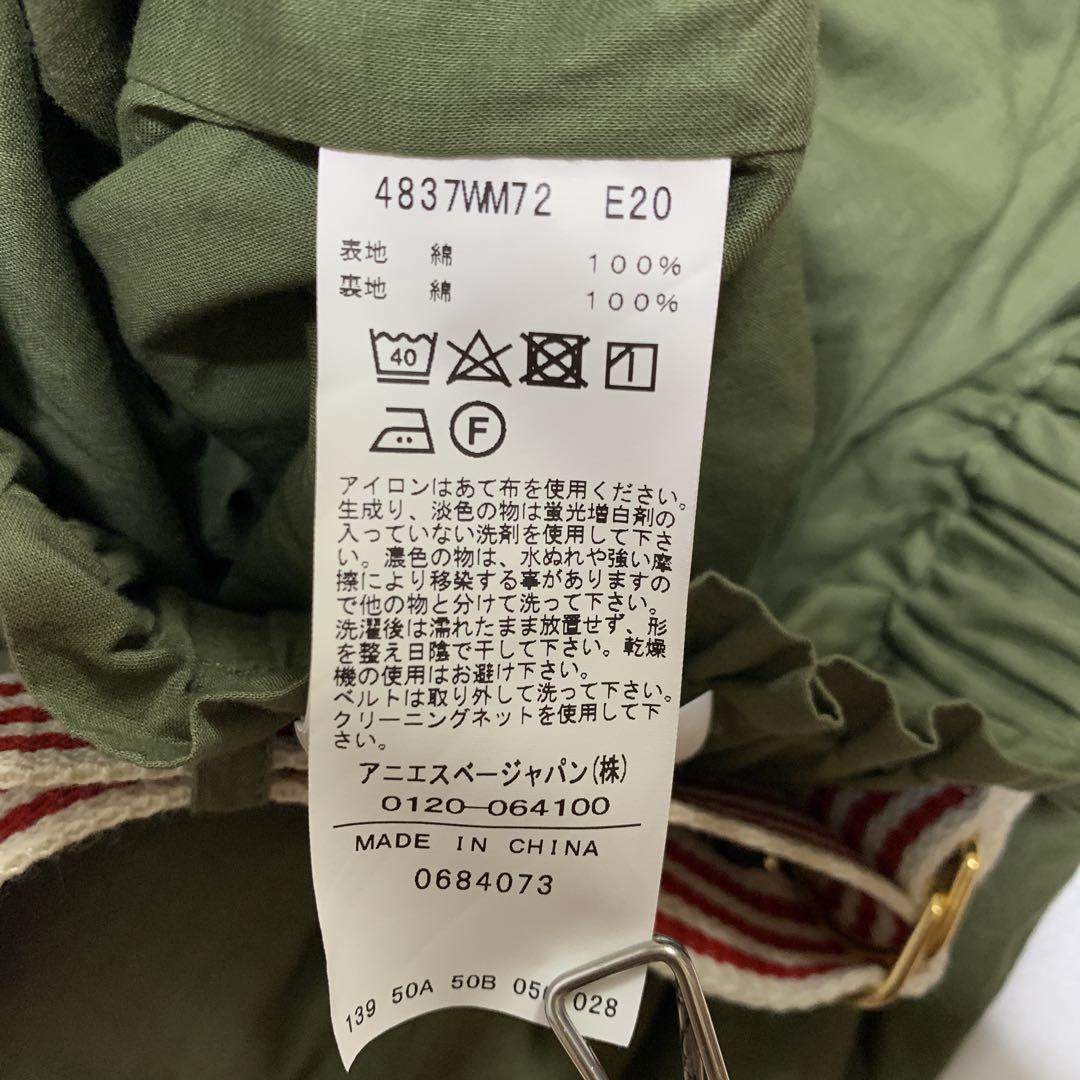 4837WM72 E20
表地 綿 100%
裏地 綿 100%
40
F
アイロンはあて布を使用ください。
生成り、淡色の物は蛍光増白剤の
入っていない洗剤を使用して下さ
い。濃色の物は、水ぬれや強い摩
擦により移染する事がありますの
で他の物と分けて洗って下さい。
洗濯後は濡れたまま放置せず、形
を整え日陰で干して下さい。乾燥
機の使用はお避け下さい。
ベルトは取り外して洗って下さい。
クリーニングネットを使用して下
さい。
アニエスベージャパン(株)
0120-064100
MADE IN CHINA
0684073
139 50A 50B 028